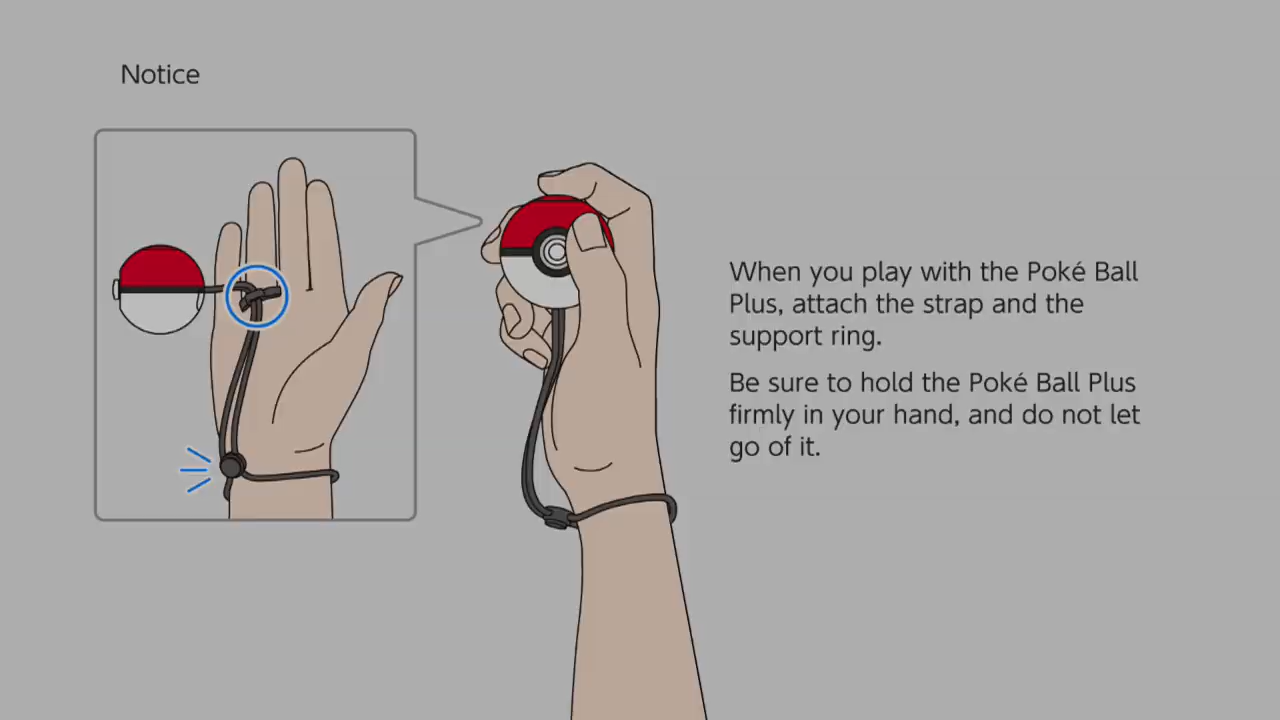 Notice
When you play with the Poké Ball
Plus, attach the strap and the
support ring.
Be sure to hold the Poké Ball Plus
firmly in your hand, and do not let
go of it.